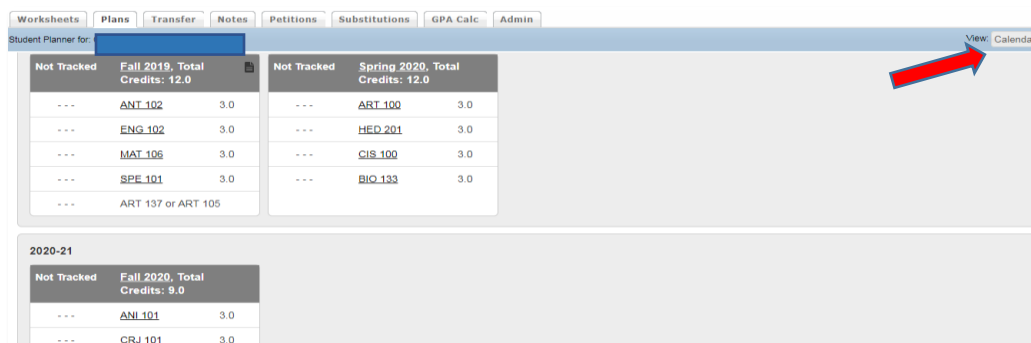 Worksheets Plans Transfer Notes Petitions Substitutions GPA Calc Admin
Student Planner for: View: Calenda
Not Tracked Fall 2019, Total Credits: 12.0
--- ANT 102 3.0
--- ENG 102 3.0
--- MAT 106 3.0
--- SPE 101 3.0
--- ART 137 or ART 105
Not Tracked Spring 2020, Total Credits: 12.0
--- ART 100 3.0
--- HED 201 3.0
--- CIS 100 3.0
--- BIO 133 3.0
2020-21
Not Tracked Fall 2020, Total Credits: 9.0
--- ANI 101 3.0
--- CRJ 101 3.0